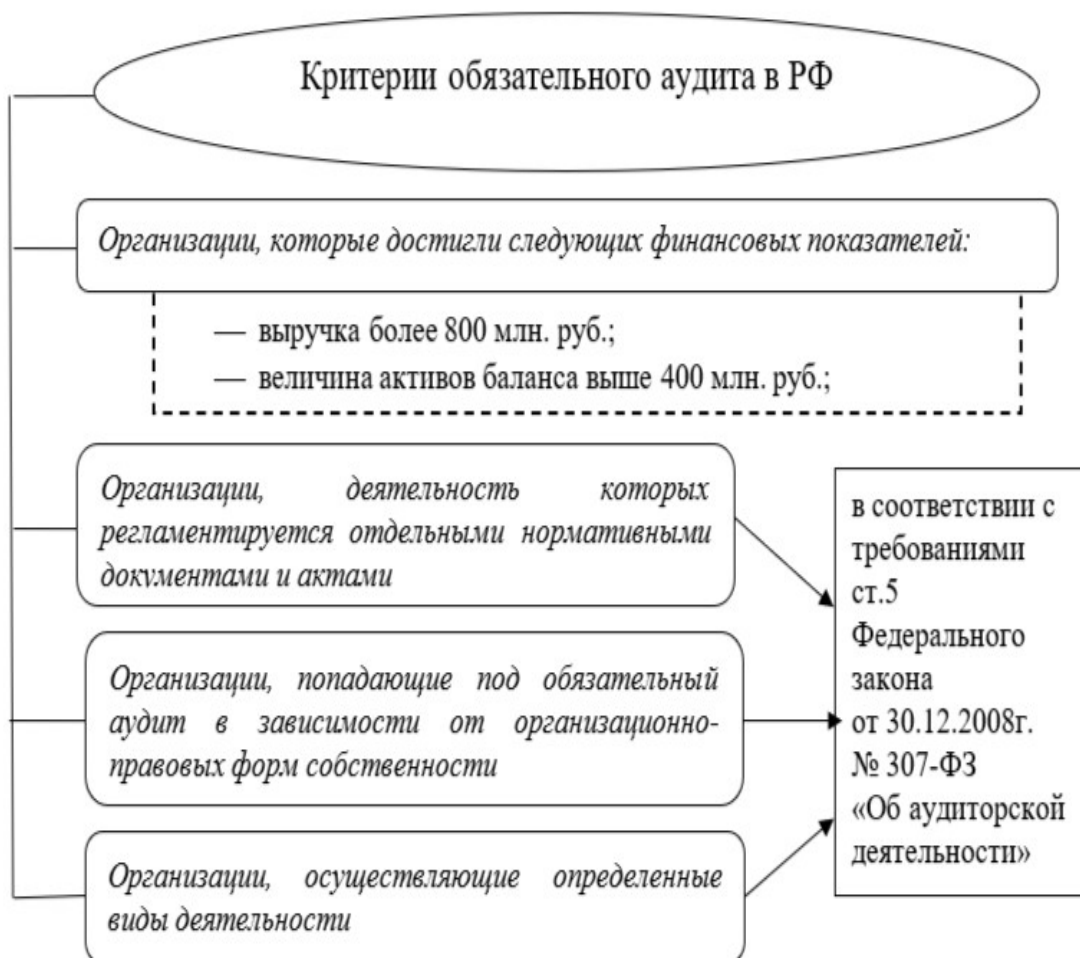 Критерии обязательного аудита в РФ
Организации, которые достигли следующих финансовых показателей:
— выручка более 800 млн. руб.;
— величина активов баланса выше 400 млн. руб.;
Организации, деятельность которых
регламентируется отдельными нормативными
документами и актами
Организации, попадающие под обязательный
аудит в зависимости от организационно-
правовых форм собственности
Организации, осуществляющие определенные
виды деятельности
в соответствии с
требованиями
ст.5
Федерального
закона
от 30.12.2008г.
№ 307-ФЗ
«Об аудиторской
деятельности»